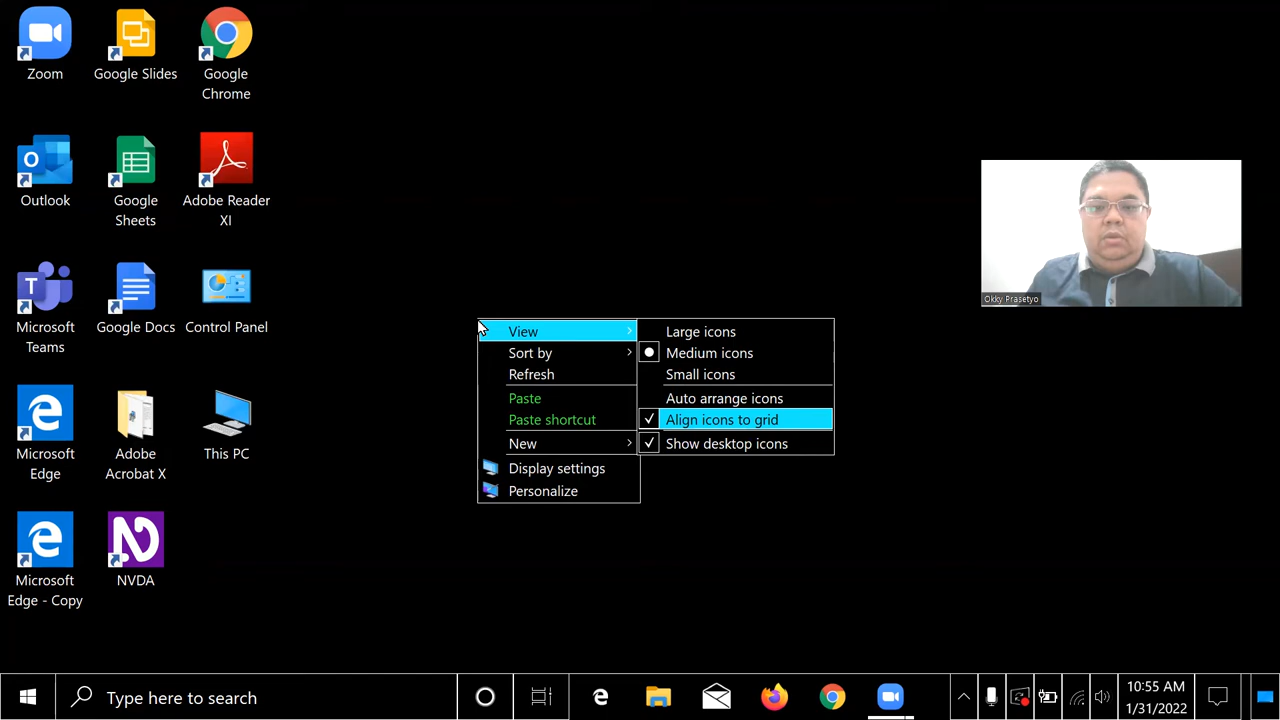 Zoom
Google Slides
Google
Chrome
Outlook
Google
Sheets
Adobe Reader
XI
Microsoft
Teams
Google Docs
Control Panel
Microsoft
Edge
Adobe
Acrobat X
This PC
Microsoft
Edge - Copy
NVDA
View
Sort by
Refresh
Paste
Paste shortcut
New
Display settings
Personalize
Large icons
Medium icons
Small icons
Auto arrange icons
Align icons to grid
Show desktop icons
Okky Prasetyo
Type here to search
10:55 AM
1/31/2022